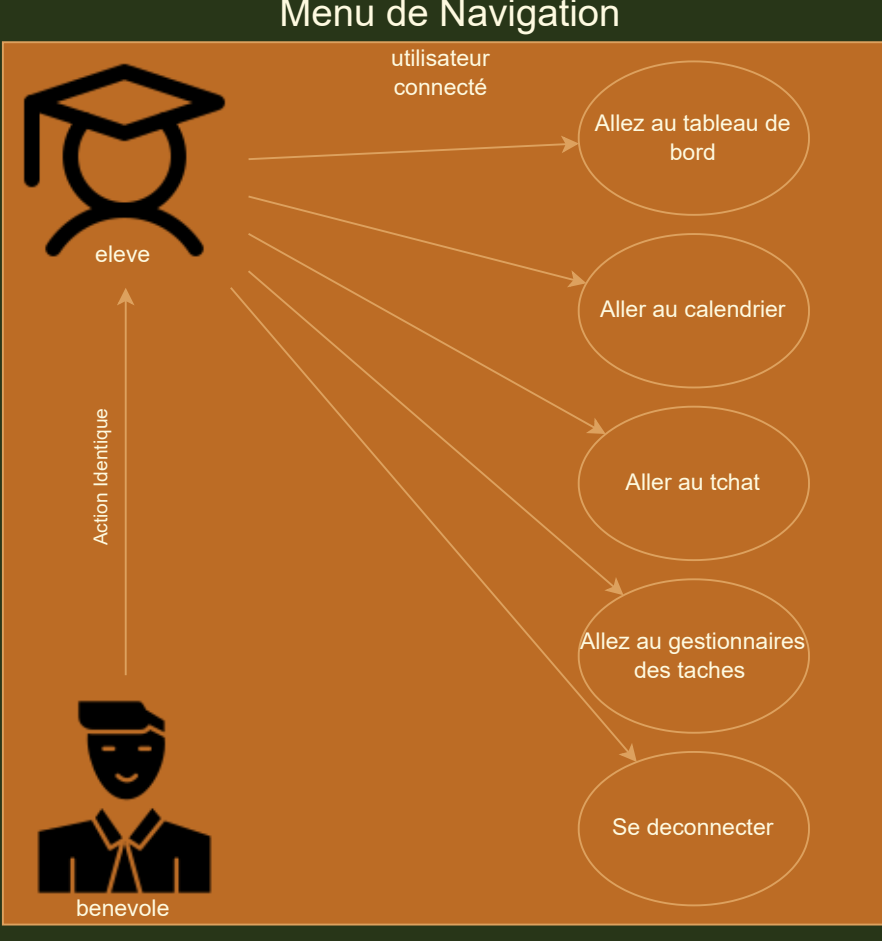 Menu de Navigation
utilisateur
connecté
Allez au tableau de
bord
Aller au calendrier
eleve
Action Identique
Aller au tchat
Allez au gestionnaires
des taches
Se deconnecter
benevole